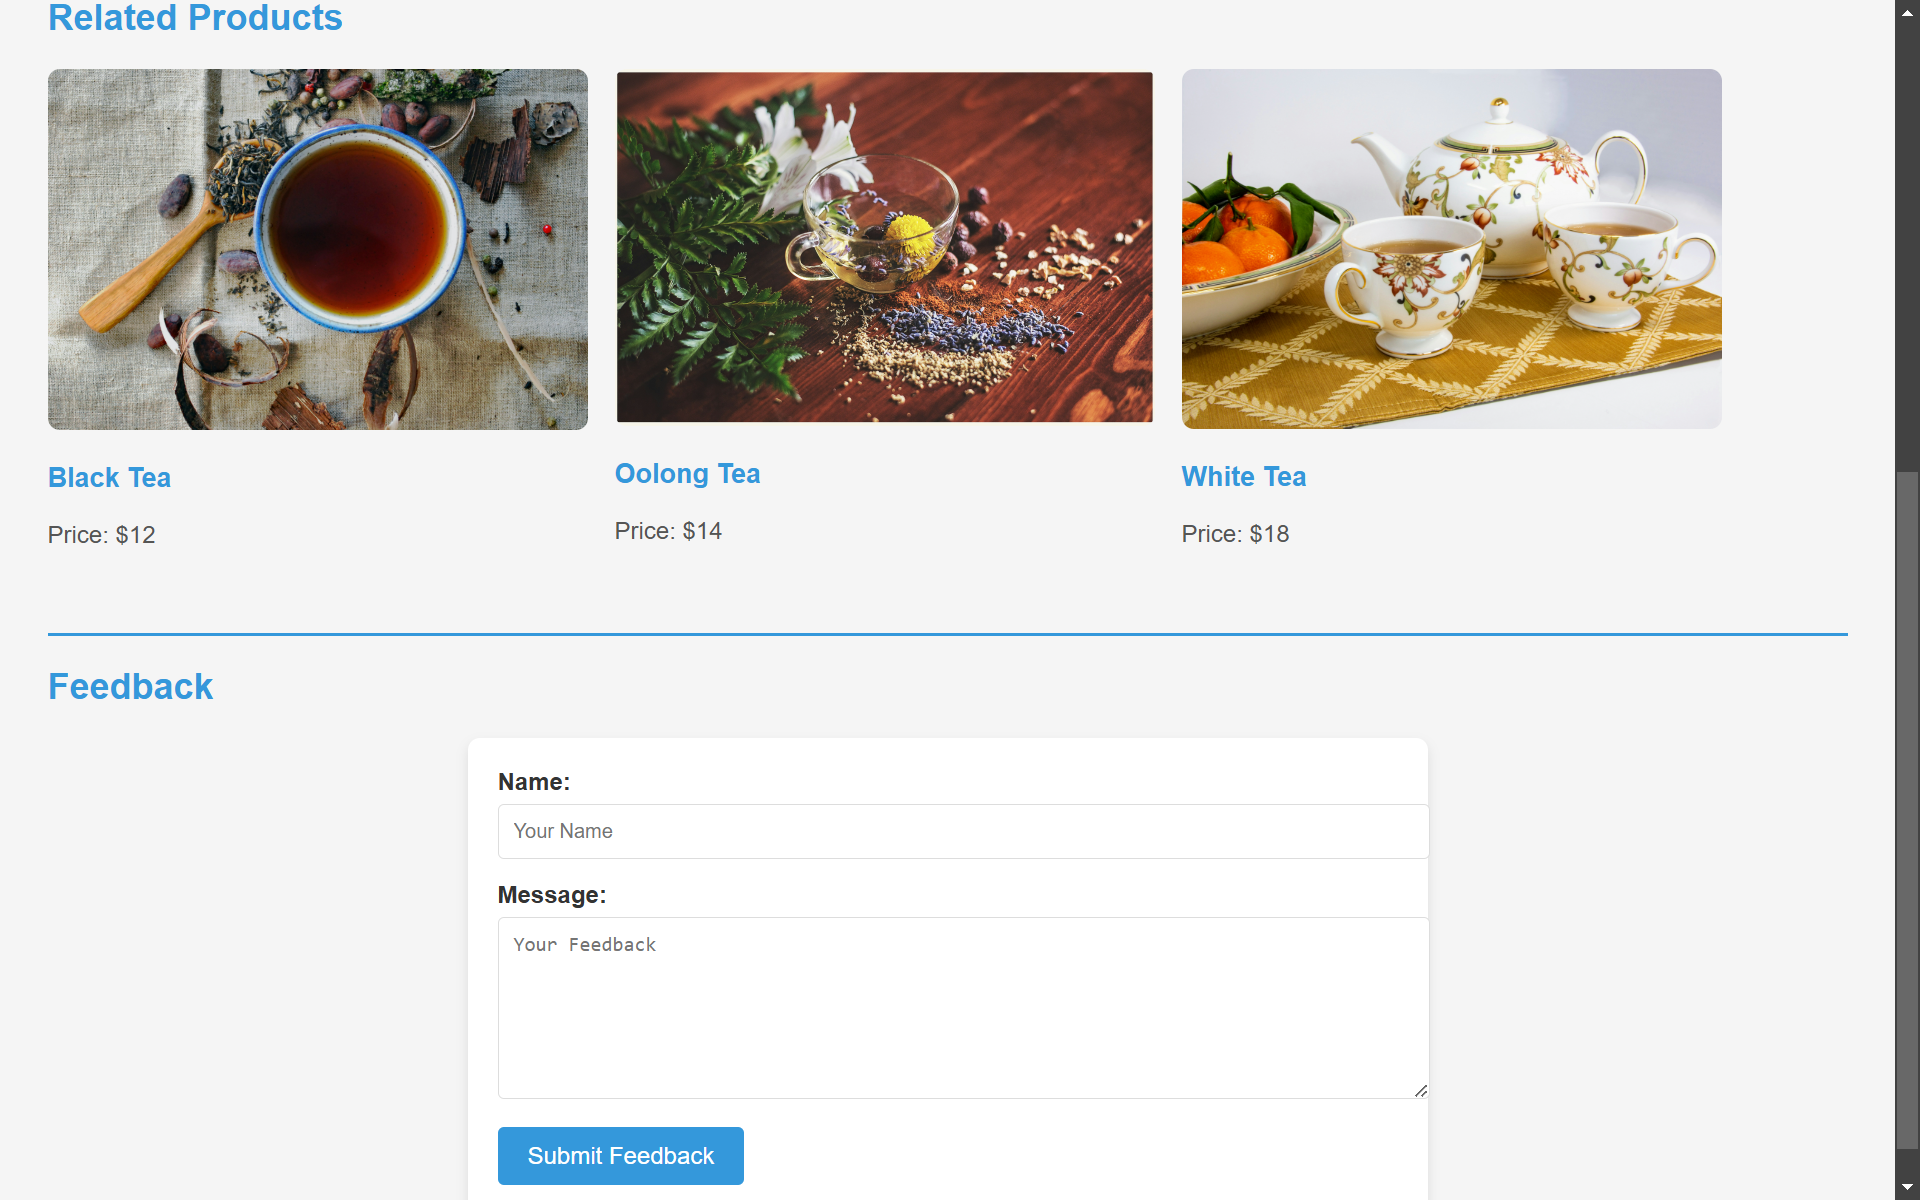 Related Products
Black Tea
Price: $12
Oolong Tea
Price: $14
White Tea
Price: $18
Feedback
Name:
Your Name
Message:
Your Feedback
Submit Feedback